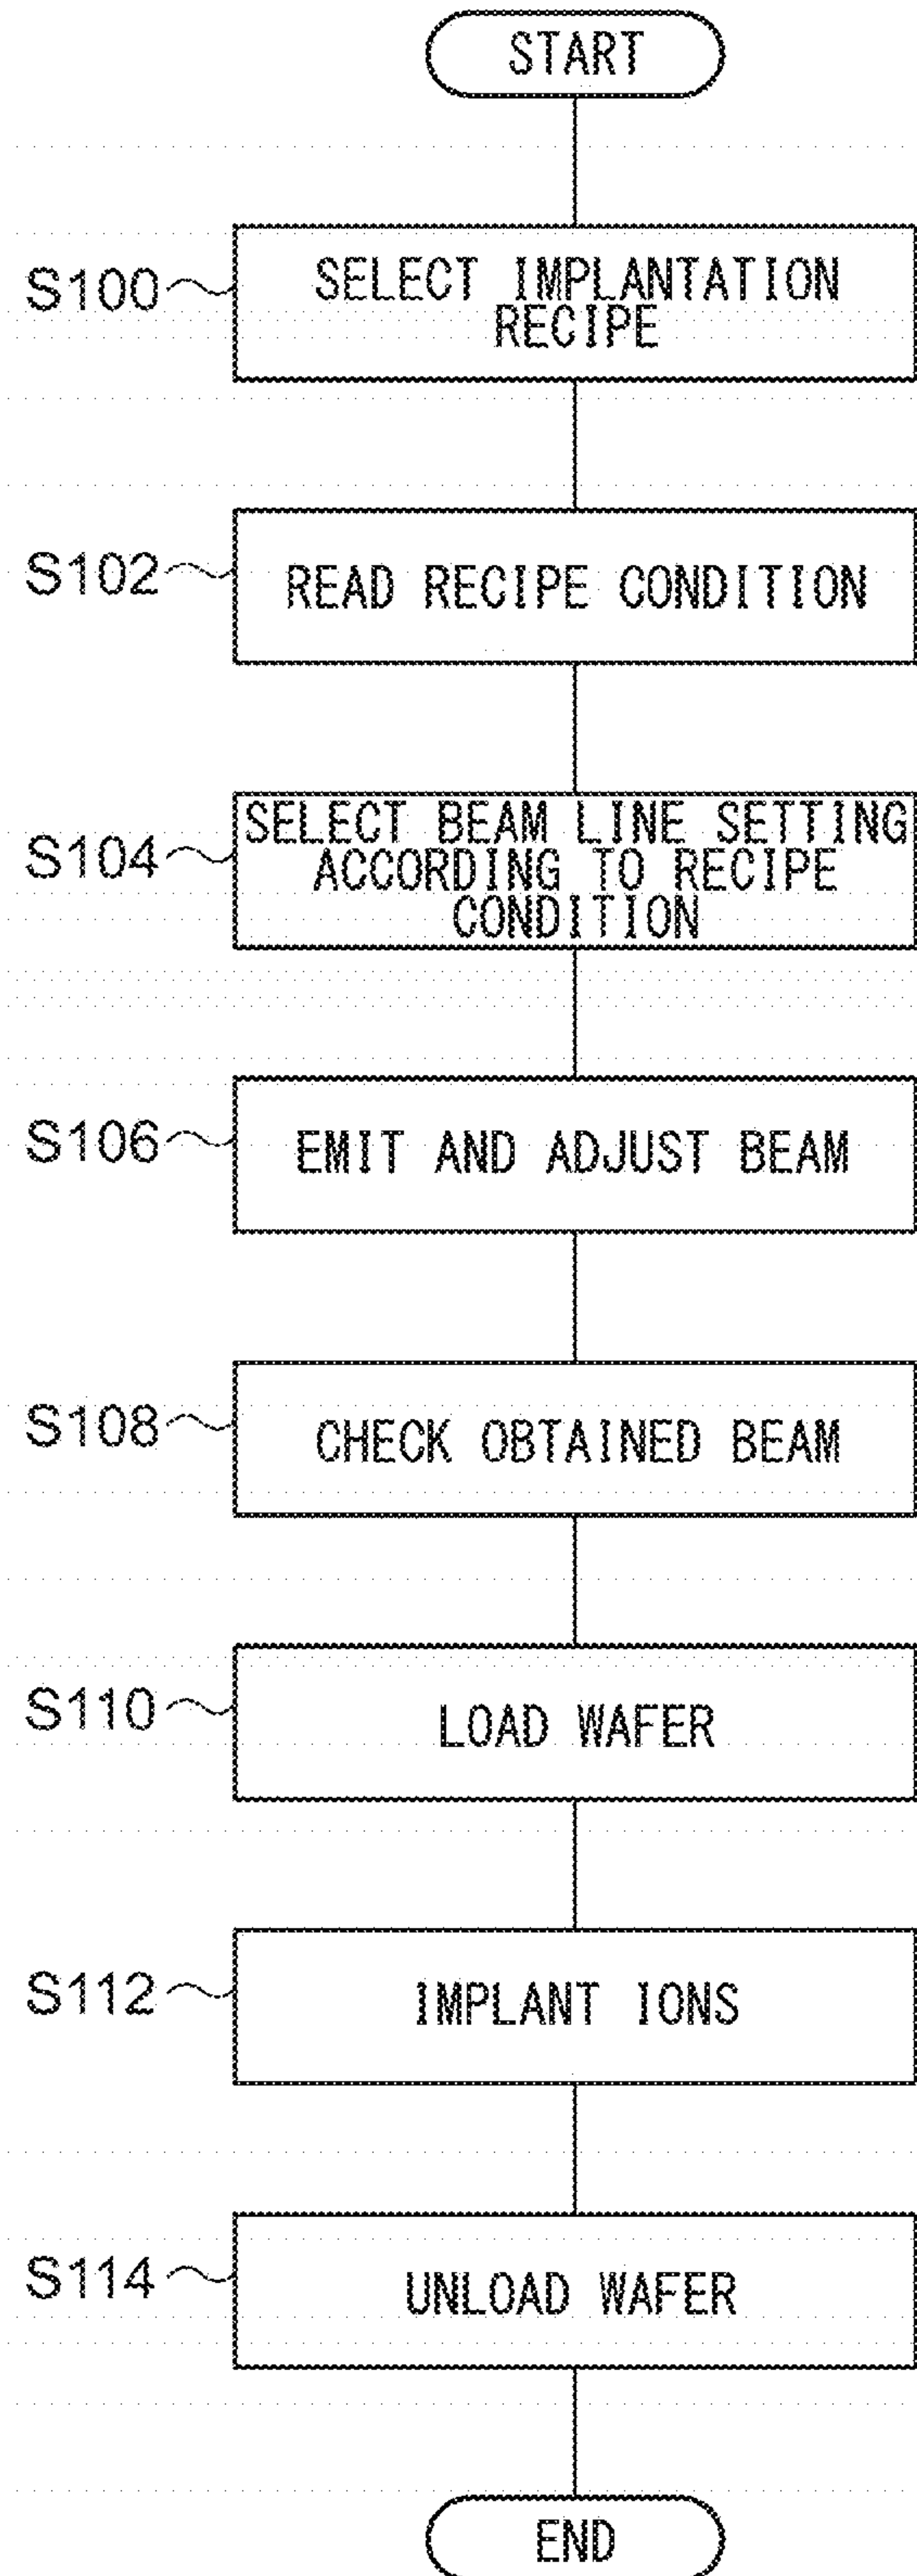 START
S100
SELECT IMPLANTATION
RECIPE
S102
READ RECIPE CONDITION
S104
SELECT BEAM LINE SETTING
ACCORDING TO RECIPE
CONDITION
S106
EMIT AND ADJUST BEAM
S108
CHECK OBTAINED BEAM
S110
LOAD WAFER
S112
IMPLANT IONS
S114
UNLOAD WAFER
END